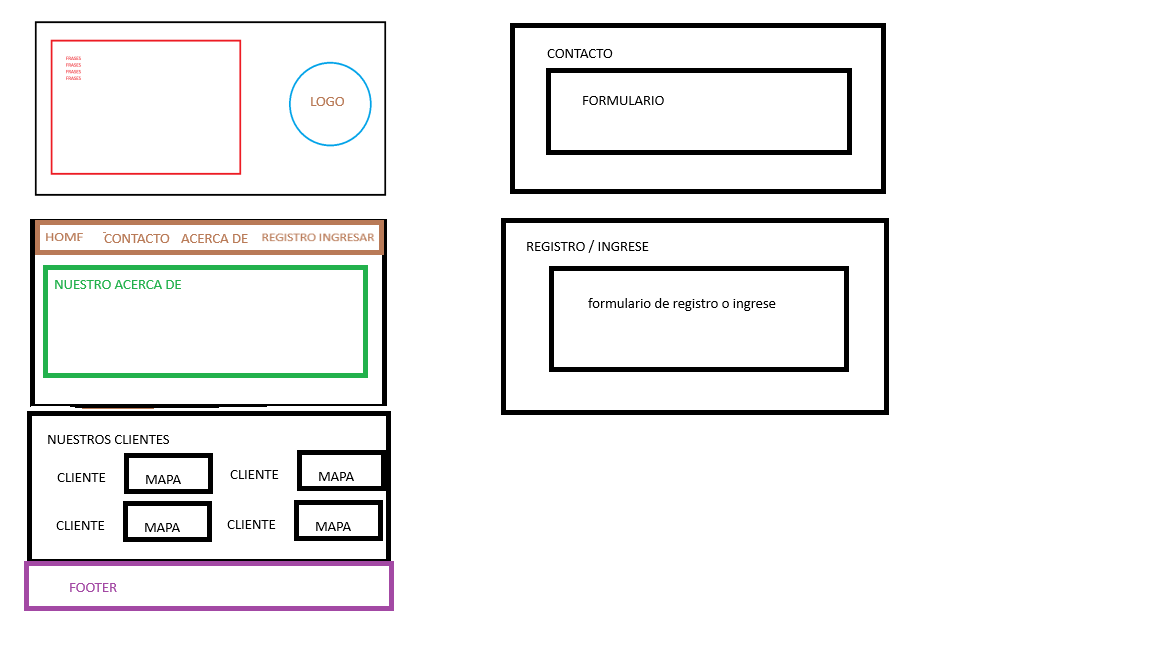 FRASES
FRASES
FRASES
FRASES
LOGO
HOME CONTACTO ACERCA DE REGISTRO INGRESAR
NUESTRO ACERCA DE
NUESTROS CLIENTES
CLIENTE MAPA CLIENTE MAPA
CLIENTE MAPA CLIENTE MAPA
FOOTER
CONTACTO
FORMULARIO
REGISTRO / INGRESE
formulario de registro o ingrese